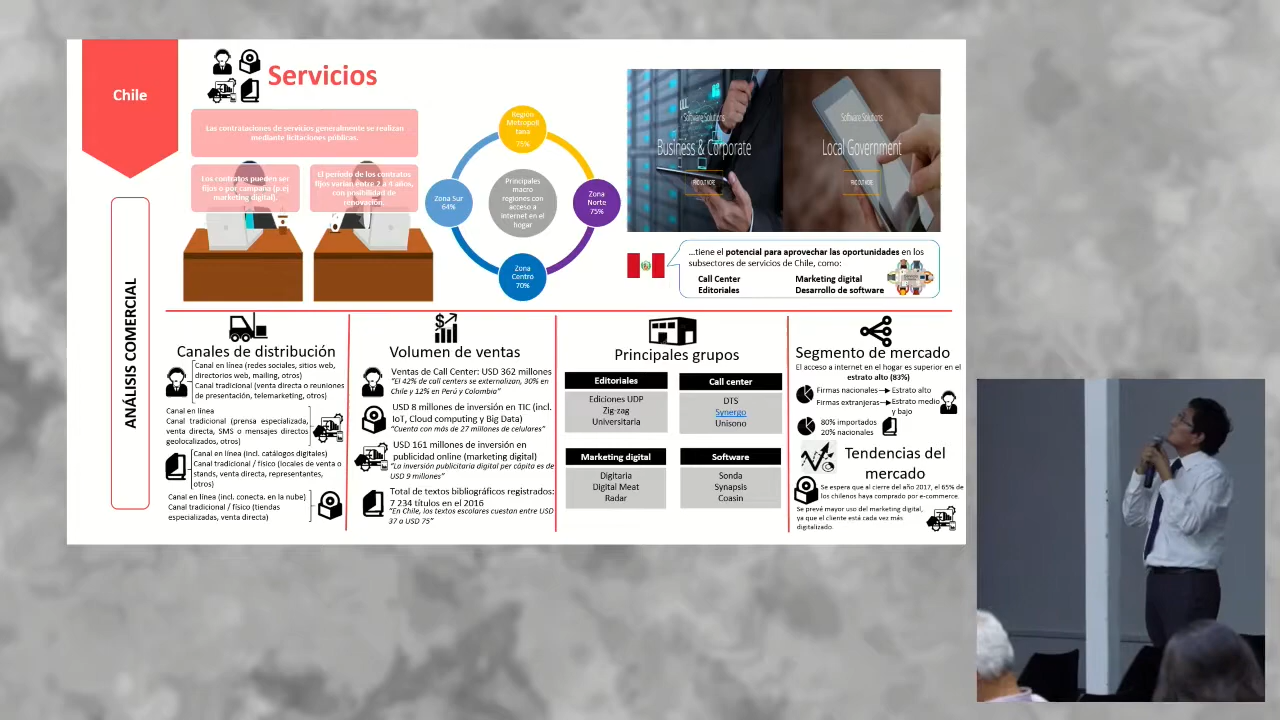 Chile
Servicios
Las contrataciones de servicios generalmente se realizan
mediante licitaciones públicos.
Los contratos pueden ser
fijos o por campaña (p.ej
marketing digital).
El periodo de los contratos
fijos varían entre 2 a 4 años,
con posibilidad de
renovación.
Región
Metropoli
tana
75%
Zona Sur
64%
Principales
macro
regiones con
acceso a
Internet en el
hogar
Zona
Norte
75%
Zona
Centro
70%
Software Solutions
Business & Corporate
FIND OUT MORE
Software Solutions
Local Government
FIND OUT MORE
...tiene el potencial para aprovechar las oportunidades en los
subsectores de servicios de Chile, como:
Call Center
Marketing digital
Editoriales
Desarrollo de software
ANÁLISIS COMERCIAL
Canales de distribución
Canal en línea (redes sociales, sitios web,
directorios web, mailing, otros)
Canal tradicional (venta directa o reuniones
de presentación, telemarketing, otros)
Canal en línea
Canal tradicional (prensa especializada,
venta directa, SMS o mensajes directos
geolocalizados, otros)
Canal en línea (incl. catálogos digitales)
Canal tradicional / físico (locales de venta o
stands, venta directa, representantes,
otros)
Canal en línea (incl. conecta. en la nube)
Canal tradicional / físico (tiendas
especializadas, venta directa)
Volumen de ventas
Ventas de Call Center: USD 362 millones
"El 42% de call centers se externalizan, 30% en
Chile y 12% en Perú y Colombia"
USD 8 millones de inversión en TIC (incl.
IoT, Cloud computing y Big Data)
"Cuenta con más de 27 millones de celulares"
USD 161 millones de inversión en
publicidad online (marketing digital)
"La inversión publicitaria digital per cápita es de
USD 9 millones"
Total de textos bibliográficos registrados:
7 234 títulos en el 2016
"En Chile, los textos escolares cuestan entre USD
37 a USD 75"
Principales grupos
Editoriales
Ediciones UDP
Zig-zag
Universitaria
Call center
DTS
Synergo
Unisono
Marketing digital
Digitaria
Digital Meat
Radar
Software
Sonda
Synapsis
Coasin
Segmento de mercado
El acceso a internet en el hogar es superior en el
estrato alto (83%)
Firmas nacionales
Estrato alto
Firmas extranjeras
Estrato medio
y bajo
80% importados
20% nacionales
Tendencias del
mercado
Se espera que al cierre del año 2017, el 65% de
los chilenos haya comprado por e-commerce.
Se prevé mayor uso del marketing digital,
ya que el cliente está cada vez más
digitalizado.